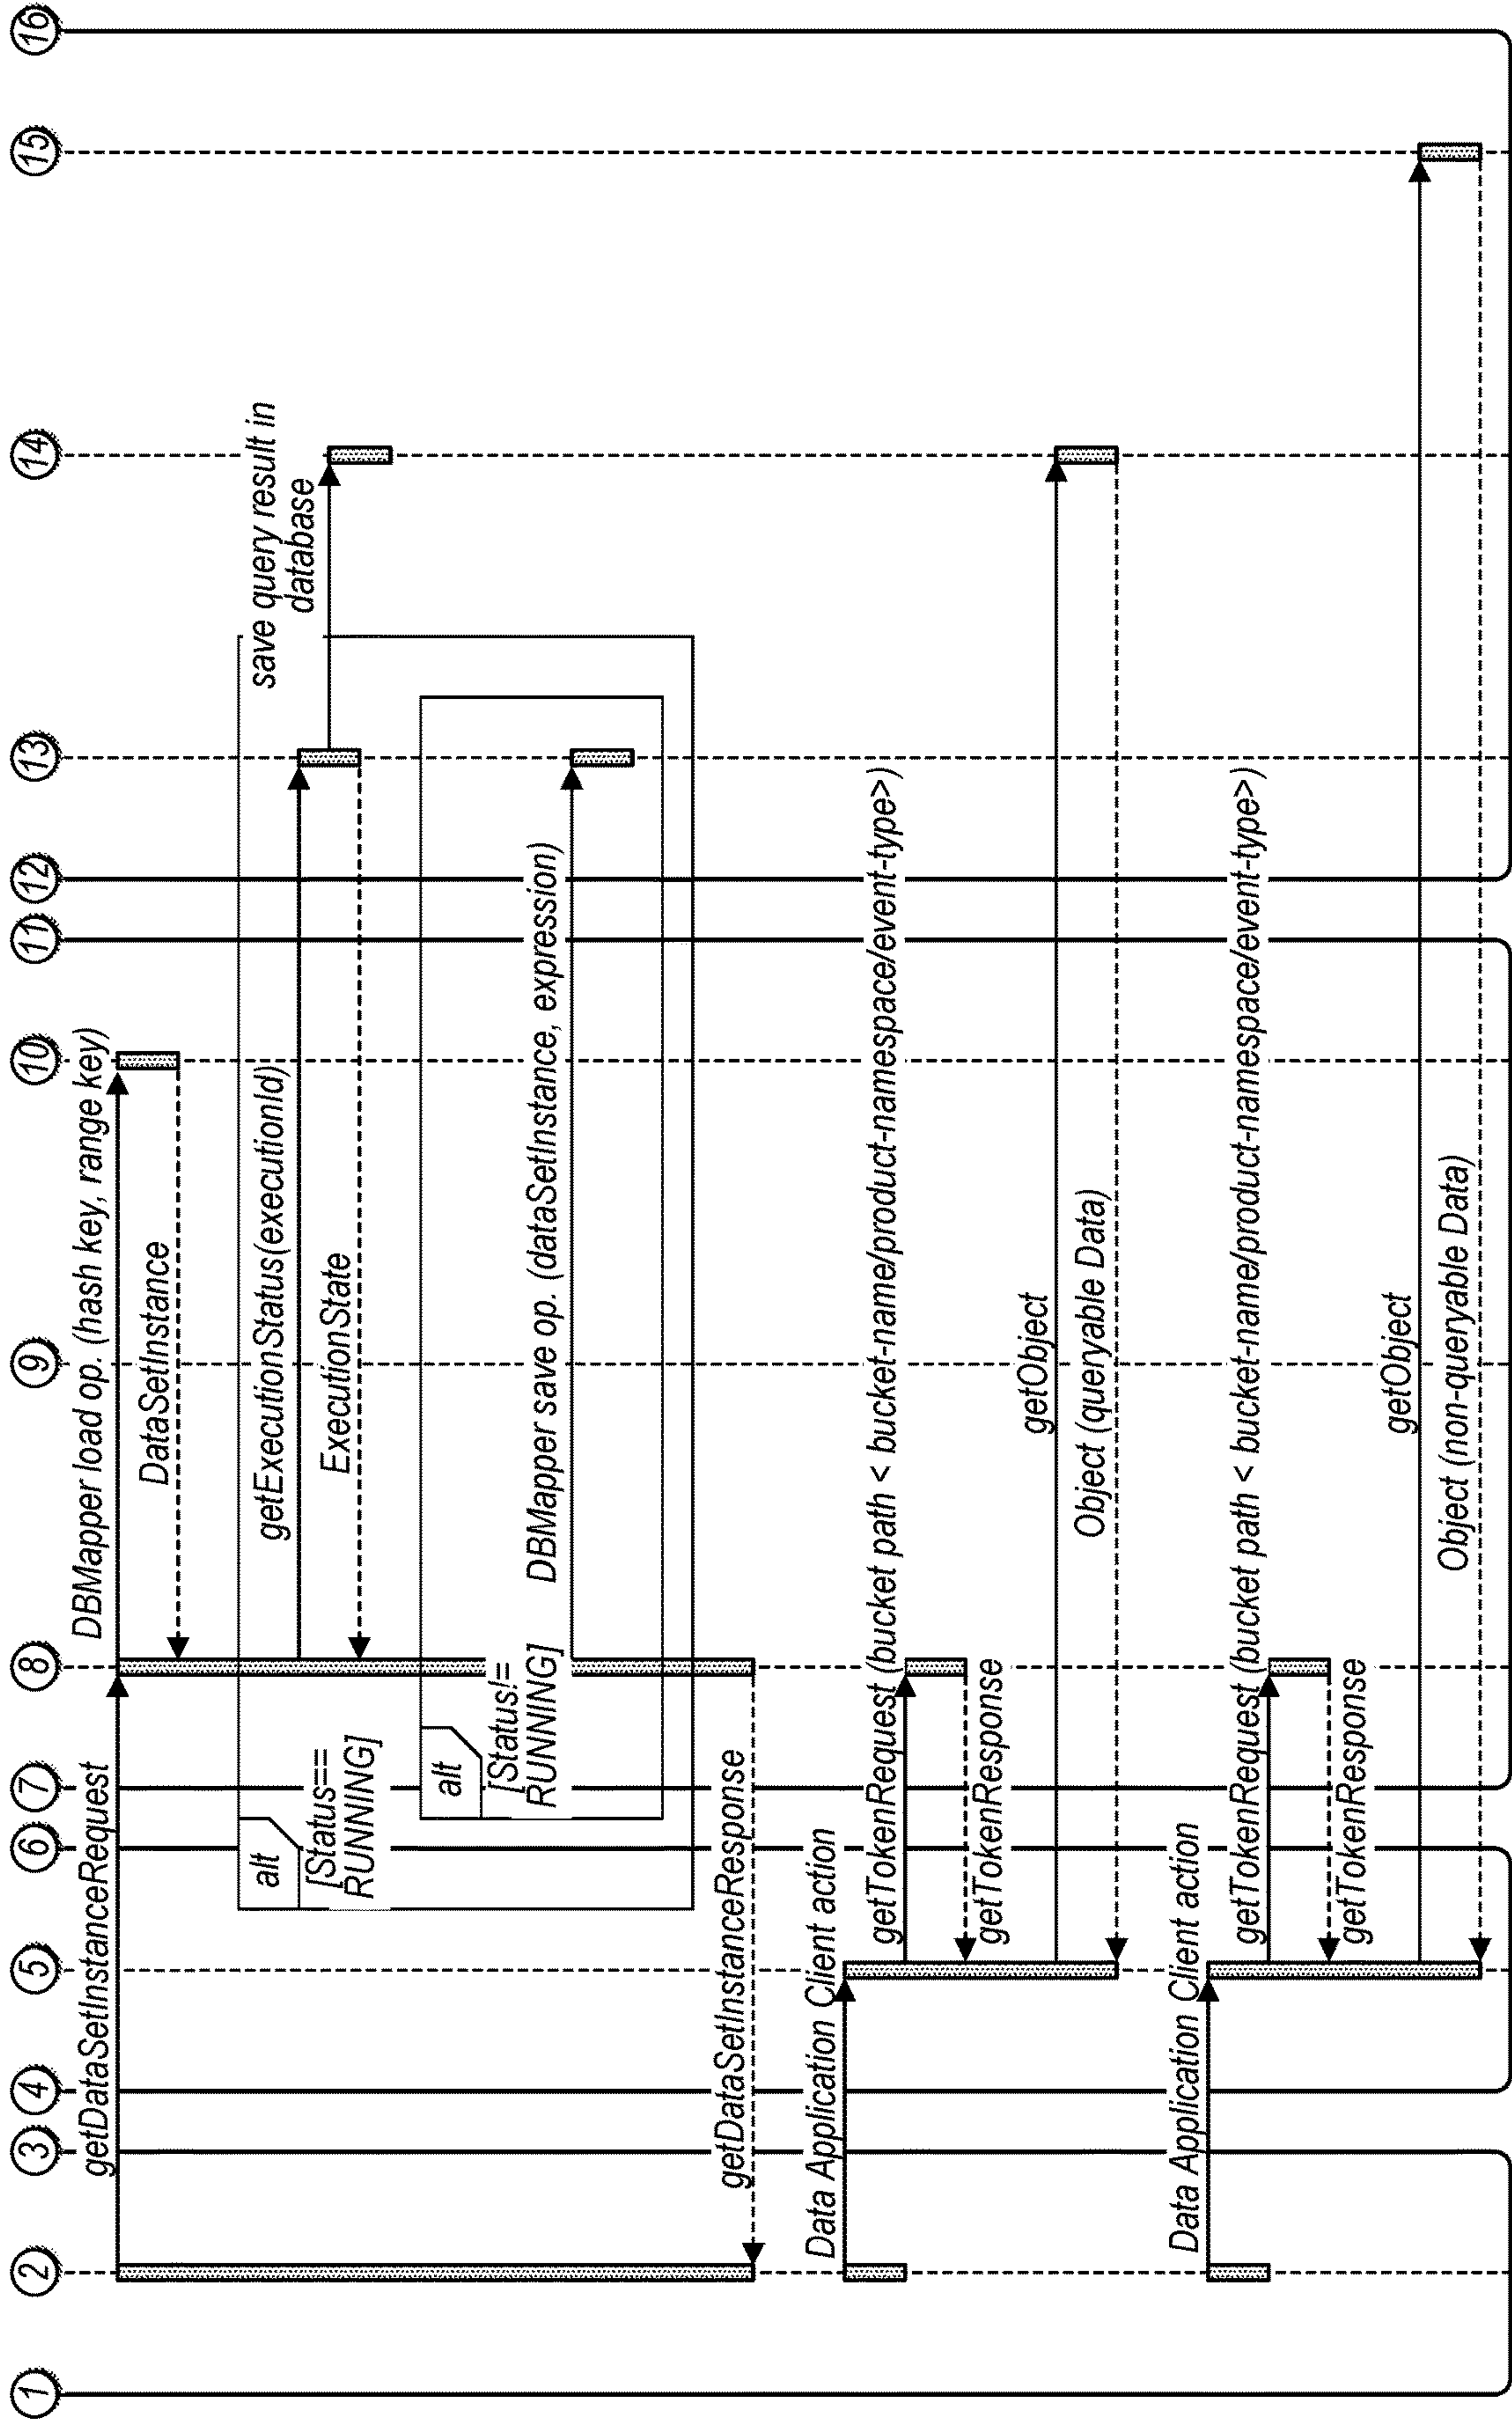 1
2
3
4
5
6
7
8
9
10
11
12
13
14
15
16
getDataSetInstanceRequest
DBMapper load op. (hash key, range key)
DataSetInstance
alt
[Status==
RUNNING]
getExecutionStatus(executionId)
save query result in
database
ExecutionState
alt
[Status!=
RUNNING]
DBMapper save op. (dataSetInstance, expression)
getDataSetInstanceResponse
Data Application Client action
getTokenRequest (bucket path < bucket-name/product-namespace/event-type>)
getTokenResponse
getObject
Object (queryable Data)
Data Application Client action
getTokenRequest (bucket path < bucket-name/product-namespace/event-type>)
getTokenResponse
getObject
Object (non-queryable Data)